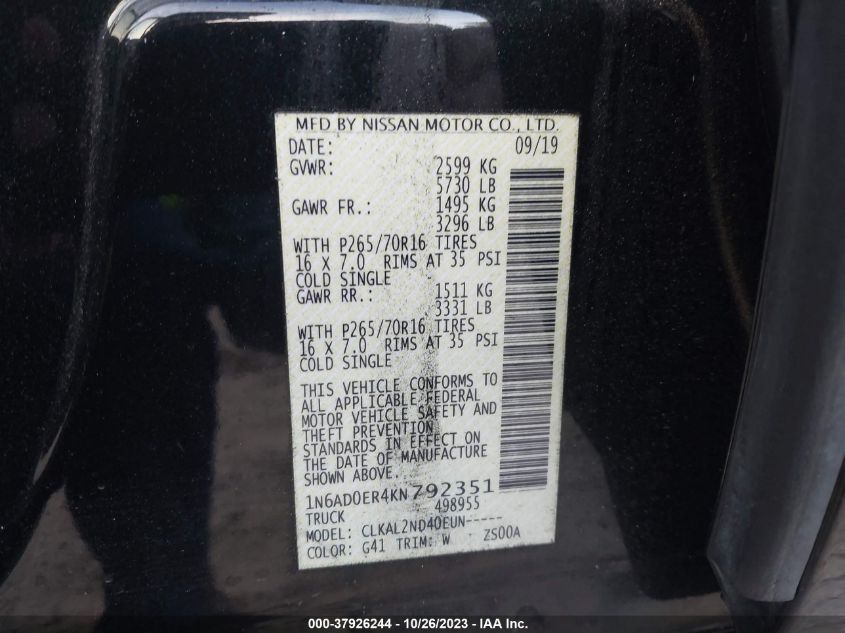 MFD BY NISSAN MOTOR CO., LTD.
DATE: 09/19
GVWR: 2599 KG
5730 LB
GAWR FR.: 1495 KG
3296 LB
WITH P265/70R16 TIRES
16 X 7.0 RIMS AT 35 PSI
COLD SINGLE
GAWR RR.: 1511 KG
3331 LB
WITH P265/70R16 TIRES
16 X 7.0 RIMS AT 35 PSI
COLD SINGLE
THIS VEHICLE CONFORMS TO
ALL APPLICABLE FEDERAL
MOTOR VEHICLE SAFETY AND
THEFT PREVENTION
STANDARDS IN EFFECT ON
THE DATE OF MANUFACTURE
SHOWN ABOVE.
1N6AD0ER4KN792351
TRUCK 498955
MODEL: CLKAL2ND40EUN-----
COLOR: G41 TRIM: W ZS00A
000-37926244 - 10/26/2023 - IAA Inc.